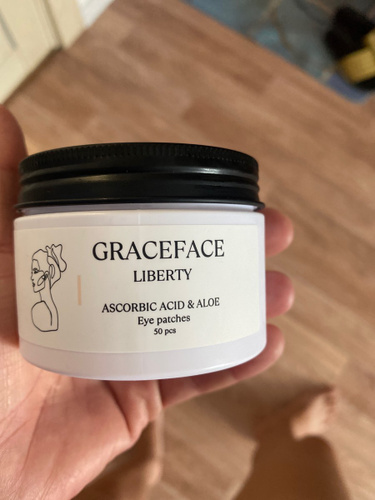 GRACEFACE
LIBERTY
ASCORBIC ACID & ALOE
Eye patches
50 pcs